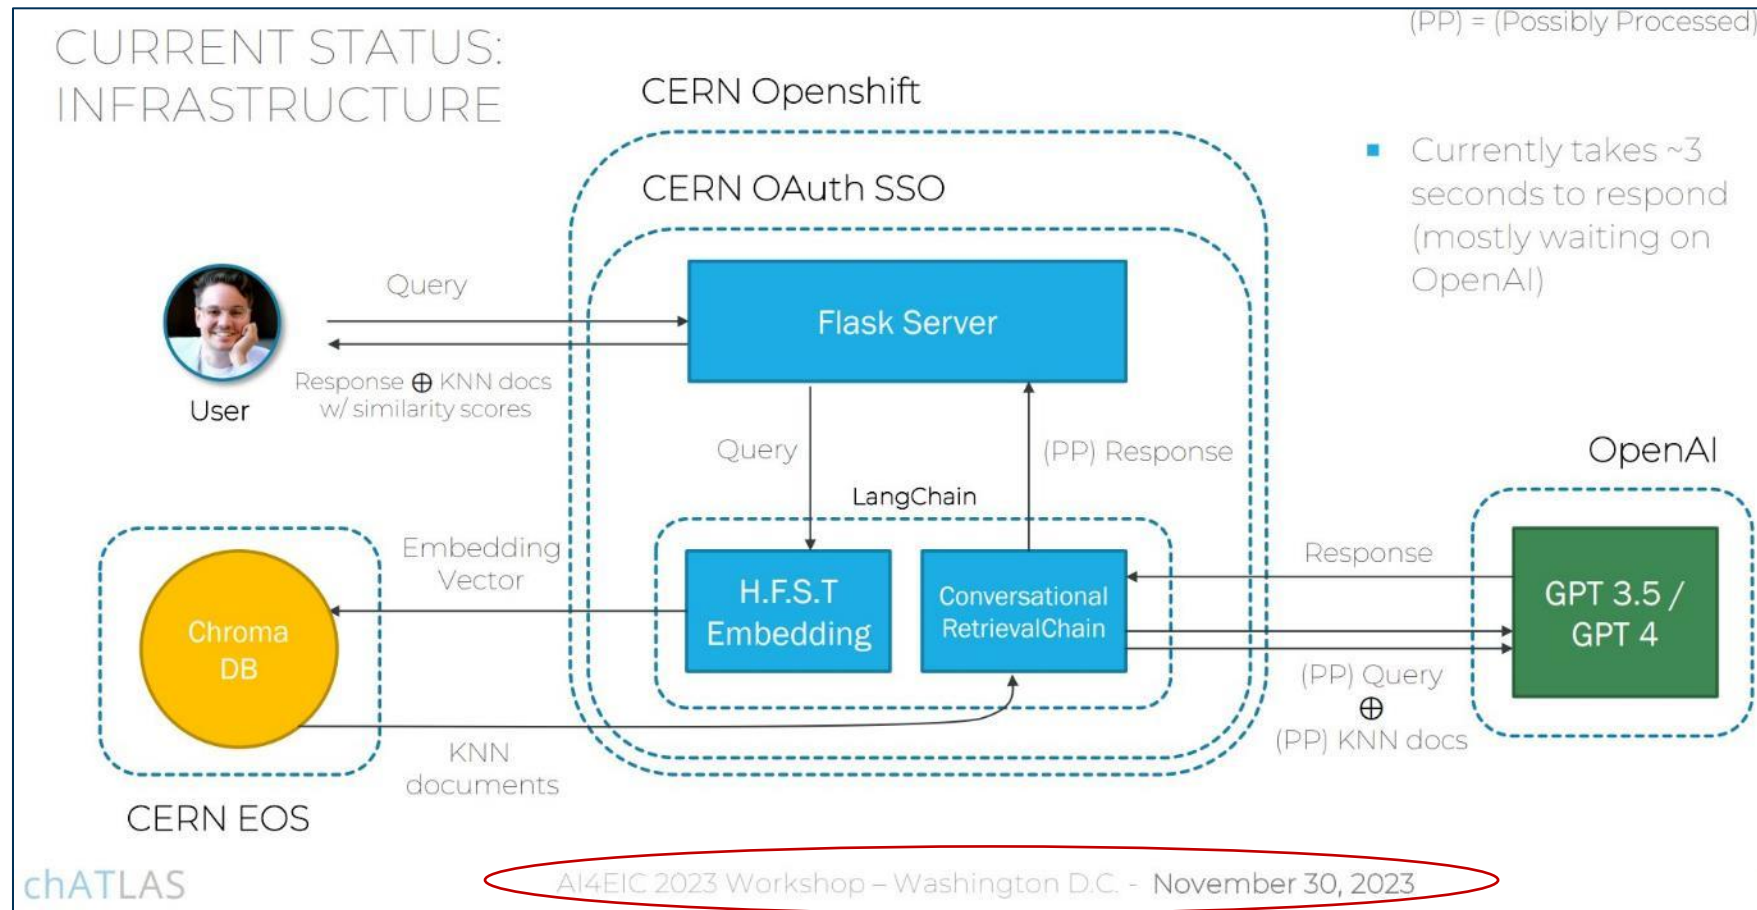 (PP) = (Possibly Processed)
CURRENT STATUS:
INFRASTRUCTURE
CERN Openshift
CERN OAuth SSO
▪ Currently takes ~3
seconds to respond
(mostly waiting on
OpenAI)
Query
Flask Server
Response ⊕ KNN docs
w/ similarity scores
User
Query
(PP) Response
LangChain
OpenAI
Embedding
Vector
H.F.S.T
Embedding
Conversational
RetrievalChain
Response
GPT 3.5 /
GPT 4
Chroma
DB
(PP) Query
⊕
(PP) KNN docs
KNN
documents
CERN EOS
chATLAS
AI4EIC 2023 Workshop – Washington D.C. - November 30, 2023